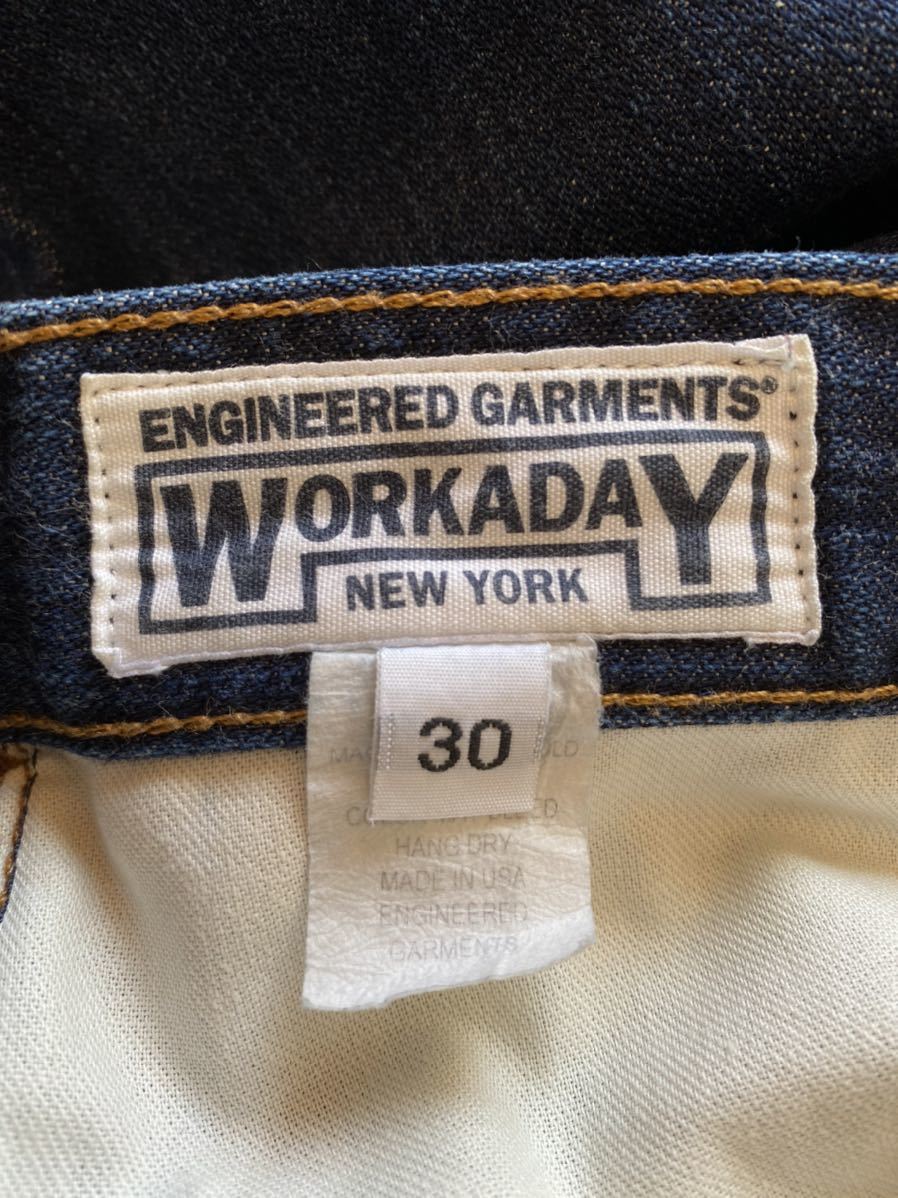 ENGINEERED GARMENTS®
WORKADAY
NEW YORK
30
HANG DRY
MADE IN USA
ENGINEERED
GARMENTS